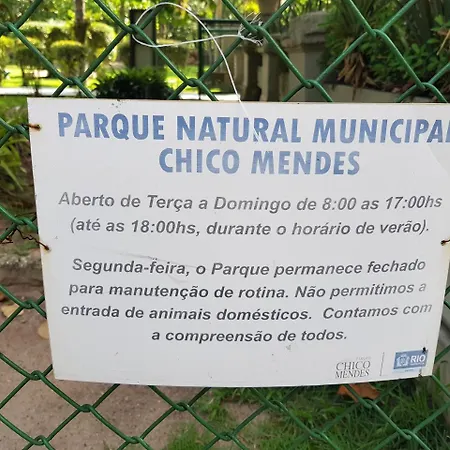 PARQUE NATURAL MUNICIPAL
CHICO MENDES
Aberto de Terça a Domingo de 8:00 as 17:00hs
(até as 18:00hs, durante o horário de verão).
Segunda-feira, o Parque permanece fechado
para manutenção de rotina. Não permitimos a
entrada de animais domésticos. Contamos com
a compreensão de todos.
CHICO
MENDES
RIO